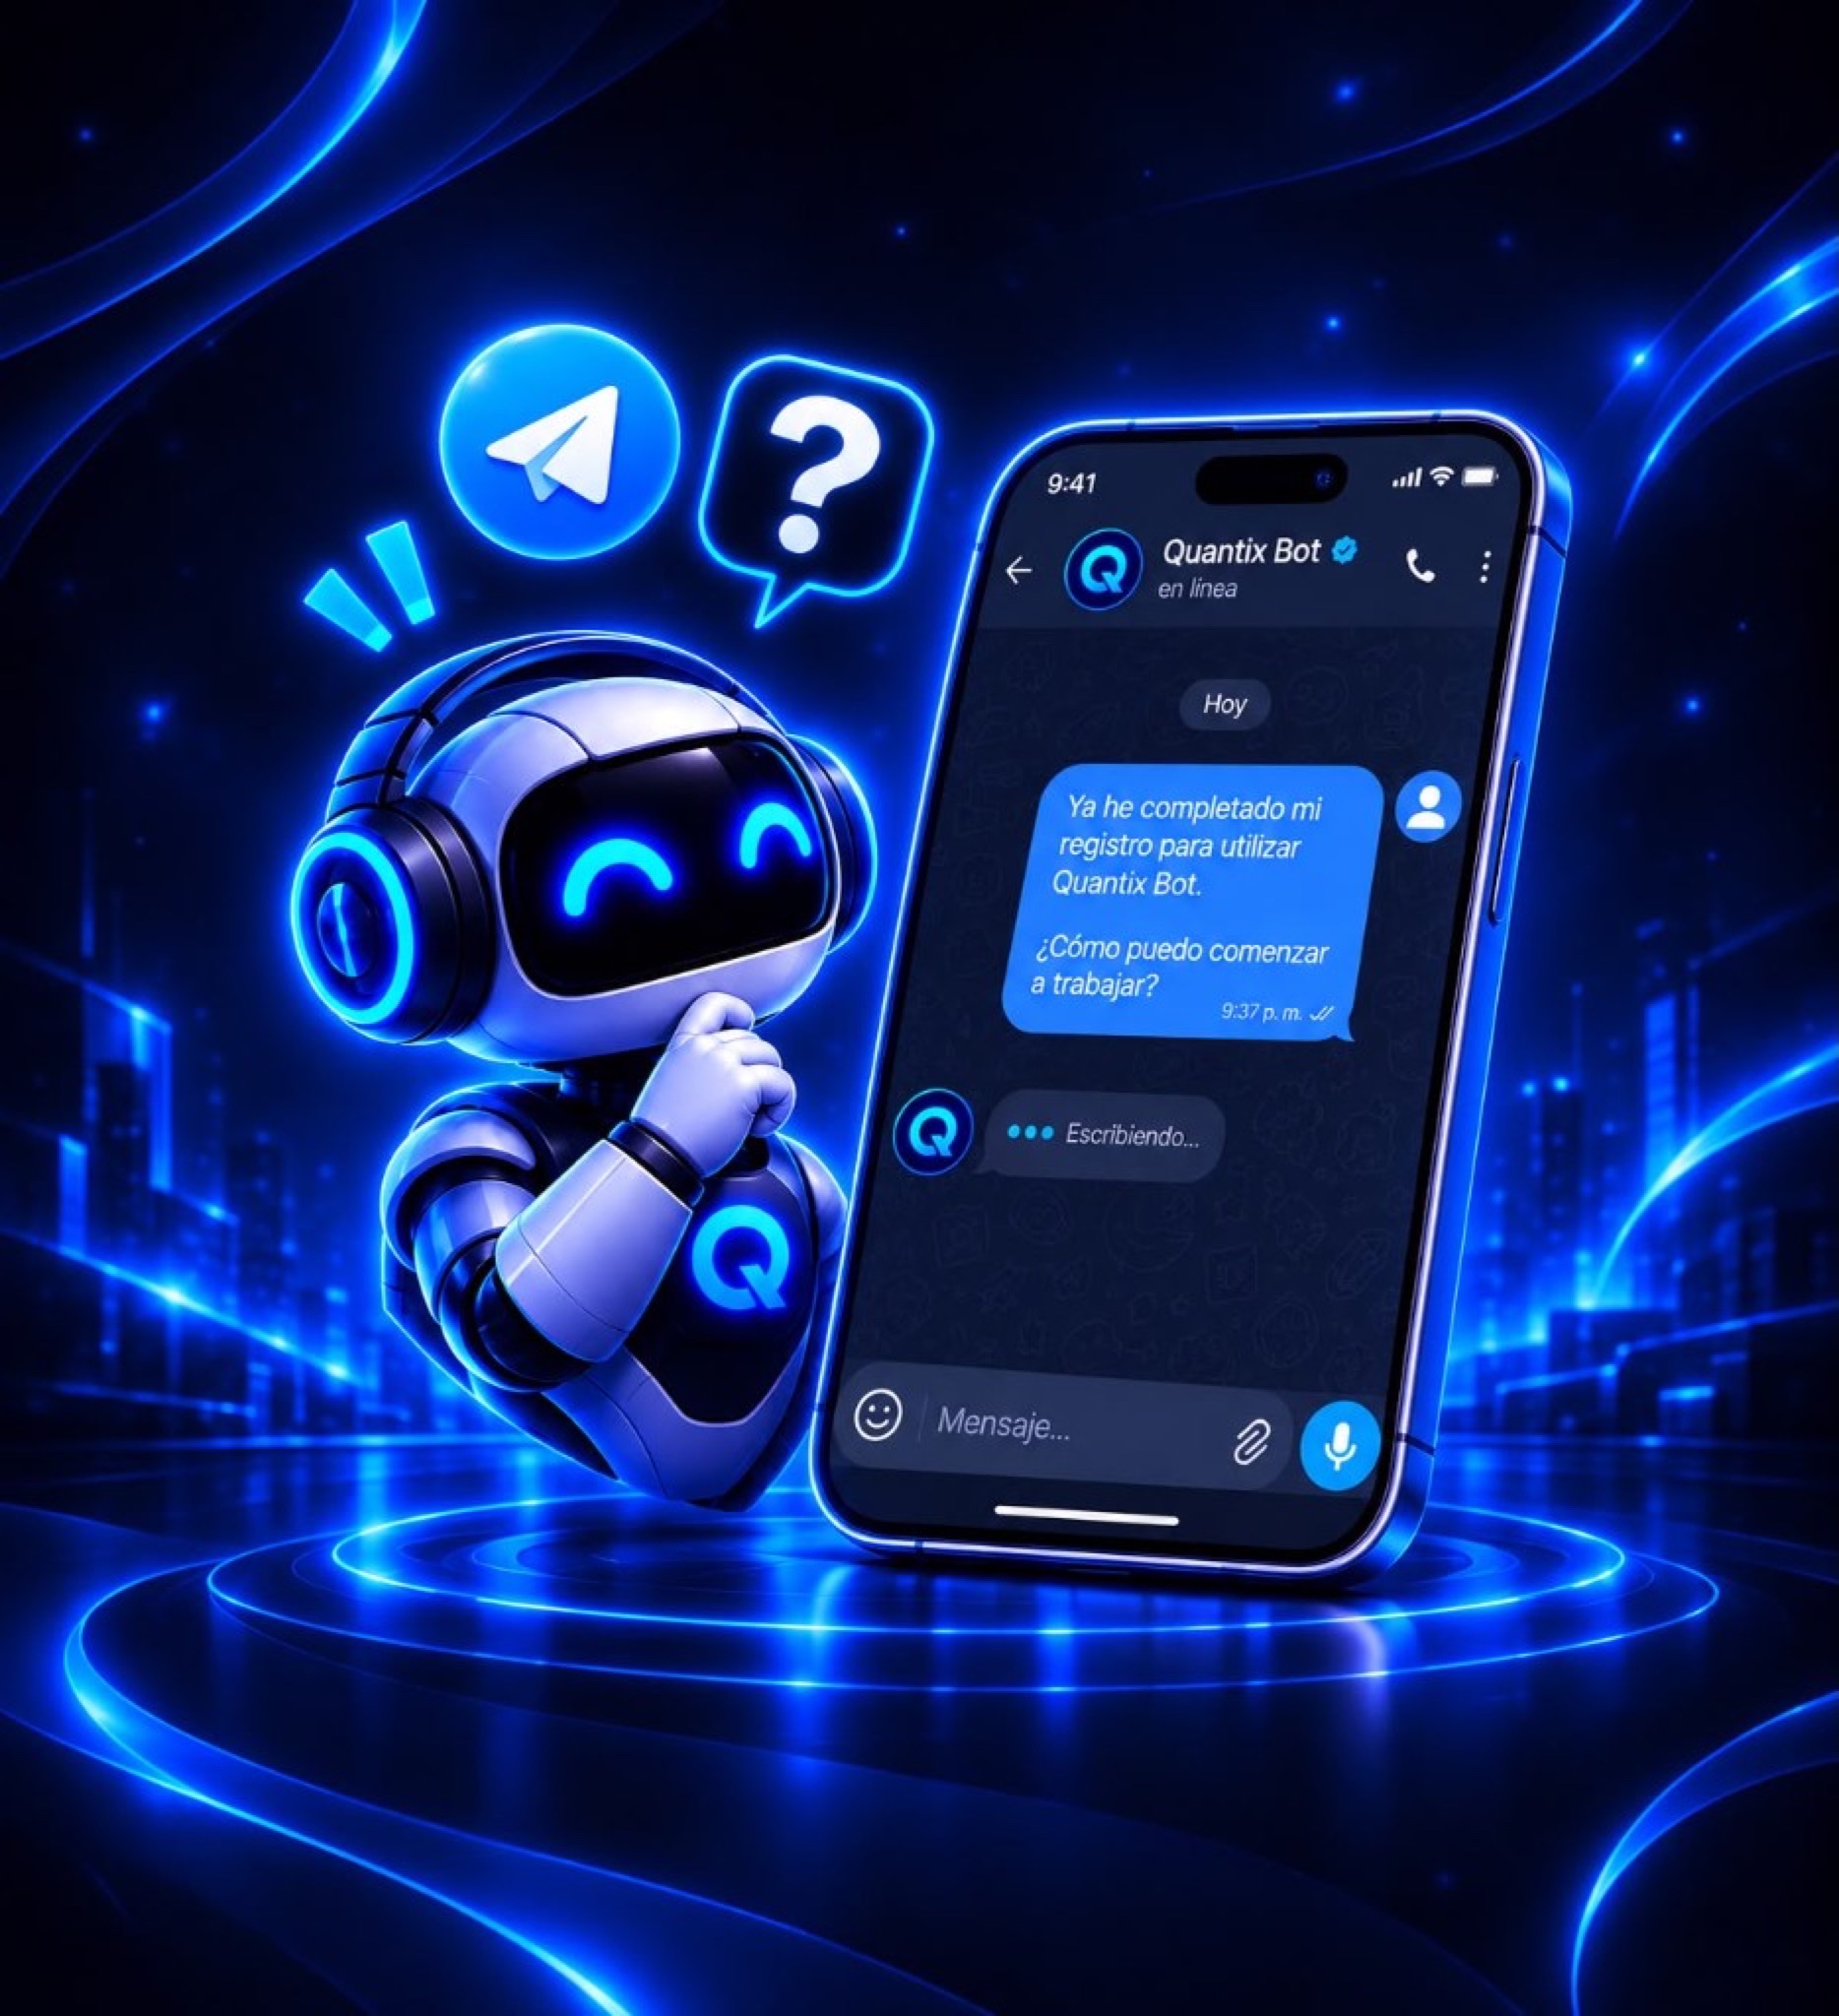 ?
9:41
Quantix Bot
en línea
Hoy
Ya he completado mi
registro para utilizar
Quantix Bot.
¿Cómo puedo comenzar
a trabajar?
9:37 p. m.
Q
Escribiendo...
Q
Mensaje...